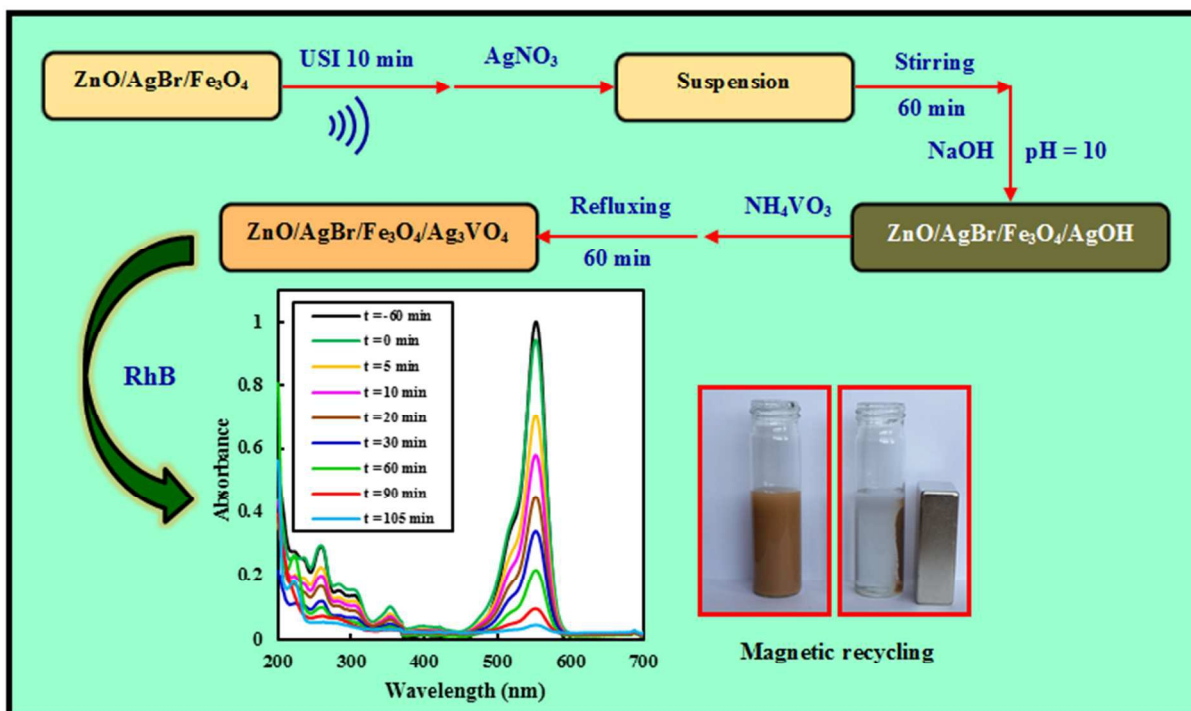 ZnO/AgBr/Fe₃O₄
USI 10 min
AgNO₃
Suspension
Stirring
60 min
NaOH
pH = 10
ZnO/AgBr/Fe₃O₄/AgOH
NH₄VO₃
Refluxing
60 min
ZnO/AgBr/Fe₃O₄/Ag₃VO₄
RhB
t = -60 min
t = 0 min
t = 5 min
t = 10 min
t = 20 min
t = 30 min
t = 60 min
t = 90 min
t = 105 min
Absorbance
1
0.8
0.6
0.4
0.2
0
200 300 400 500 600 700
Wavelength (nm)
Magnetic recycling